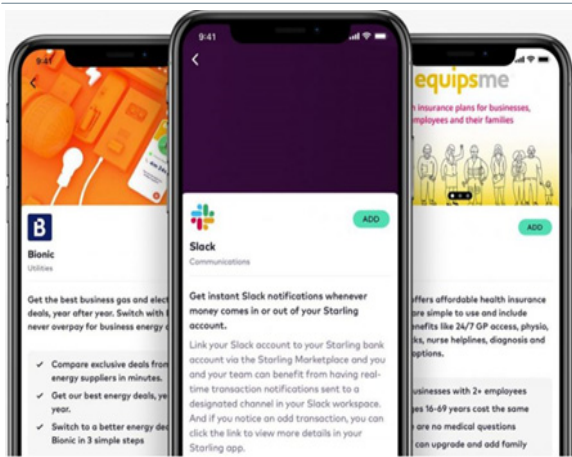 9:41
B
Bionic
Utilities
Get the best business gas and elect
deals, year after year. Switch with
never overpay for business energy
✓ Compare exclusive deals from
energy suppliers in minutes.
✓ Get our best energy deals, ye
year.
✓ Switch to a better energy de
Bionic in 3 simple steps
9:41
ADD
Slack
Communications
Get instant Slack notifications whenever
money comes in or out of your Starling
account.
Link your Slack account to your Starling bank
account via the Starling Marketplace and you
and your team can benefit from having real-
time transaction notifications sent to a
designated channel in your Slack workspace.
And if you notice an odd transaction, you can
click the link to view more details in your
Starling app.
equipsme
insurance plans for businesses,
employees and their families
ADD
offers affordable health insurance
are simple to use and include
enefits like 24/7 GP access, physio,
ks, nurse helplines, diagnosis and
options.
usinesses with 2+ employees
ges 16-69 years cost the same
are no medical questions
can upgrade and add family